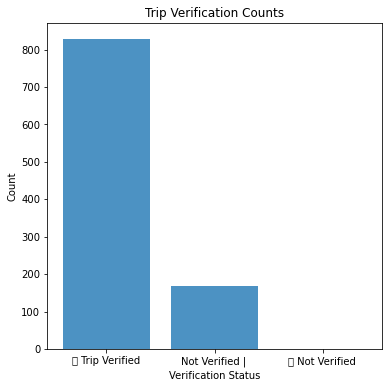 Trip Verification Counts
800
700
600
500
400
300
200
100
0
Count
Trip Verified
Not Verified |
Not Verified
Verification Status